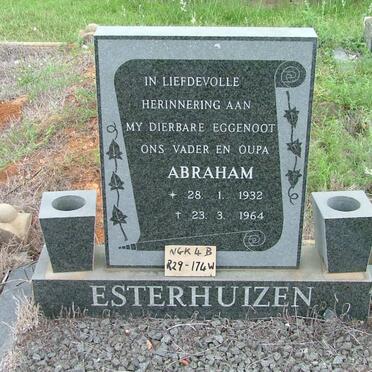 IN LIEFDEVOLLE
HERINNERING AAN
MY DIERBARE EGGENOOT
ONS VADER EN OUPA
ABRAHAM
* 28. 1. 1932
† 23. 3. 1964
NGK 4 B
R29-174W
ESTERHUIZEN